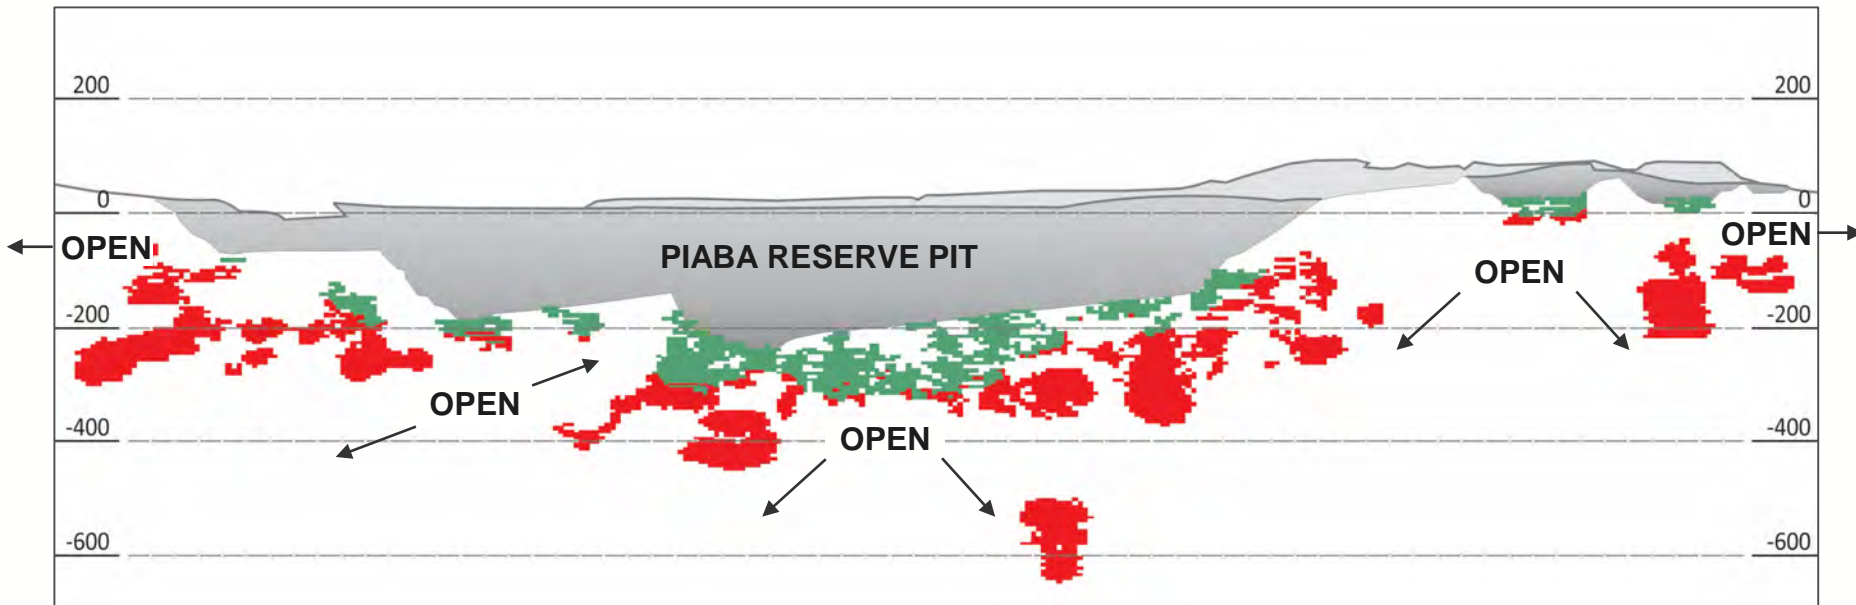 200 200
0 0
OPEN OPEN
PIABA RESERVE PIT
OPEN
-200 -200
OPEN
-400 OPEN -400
-600 -600